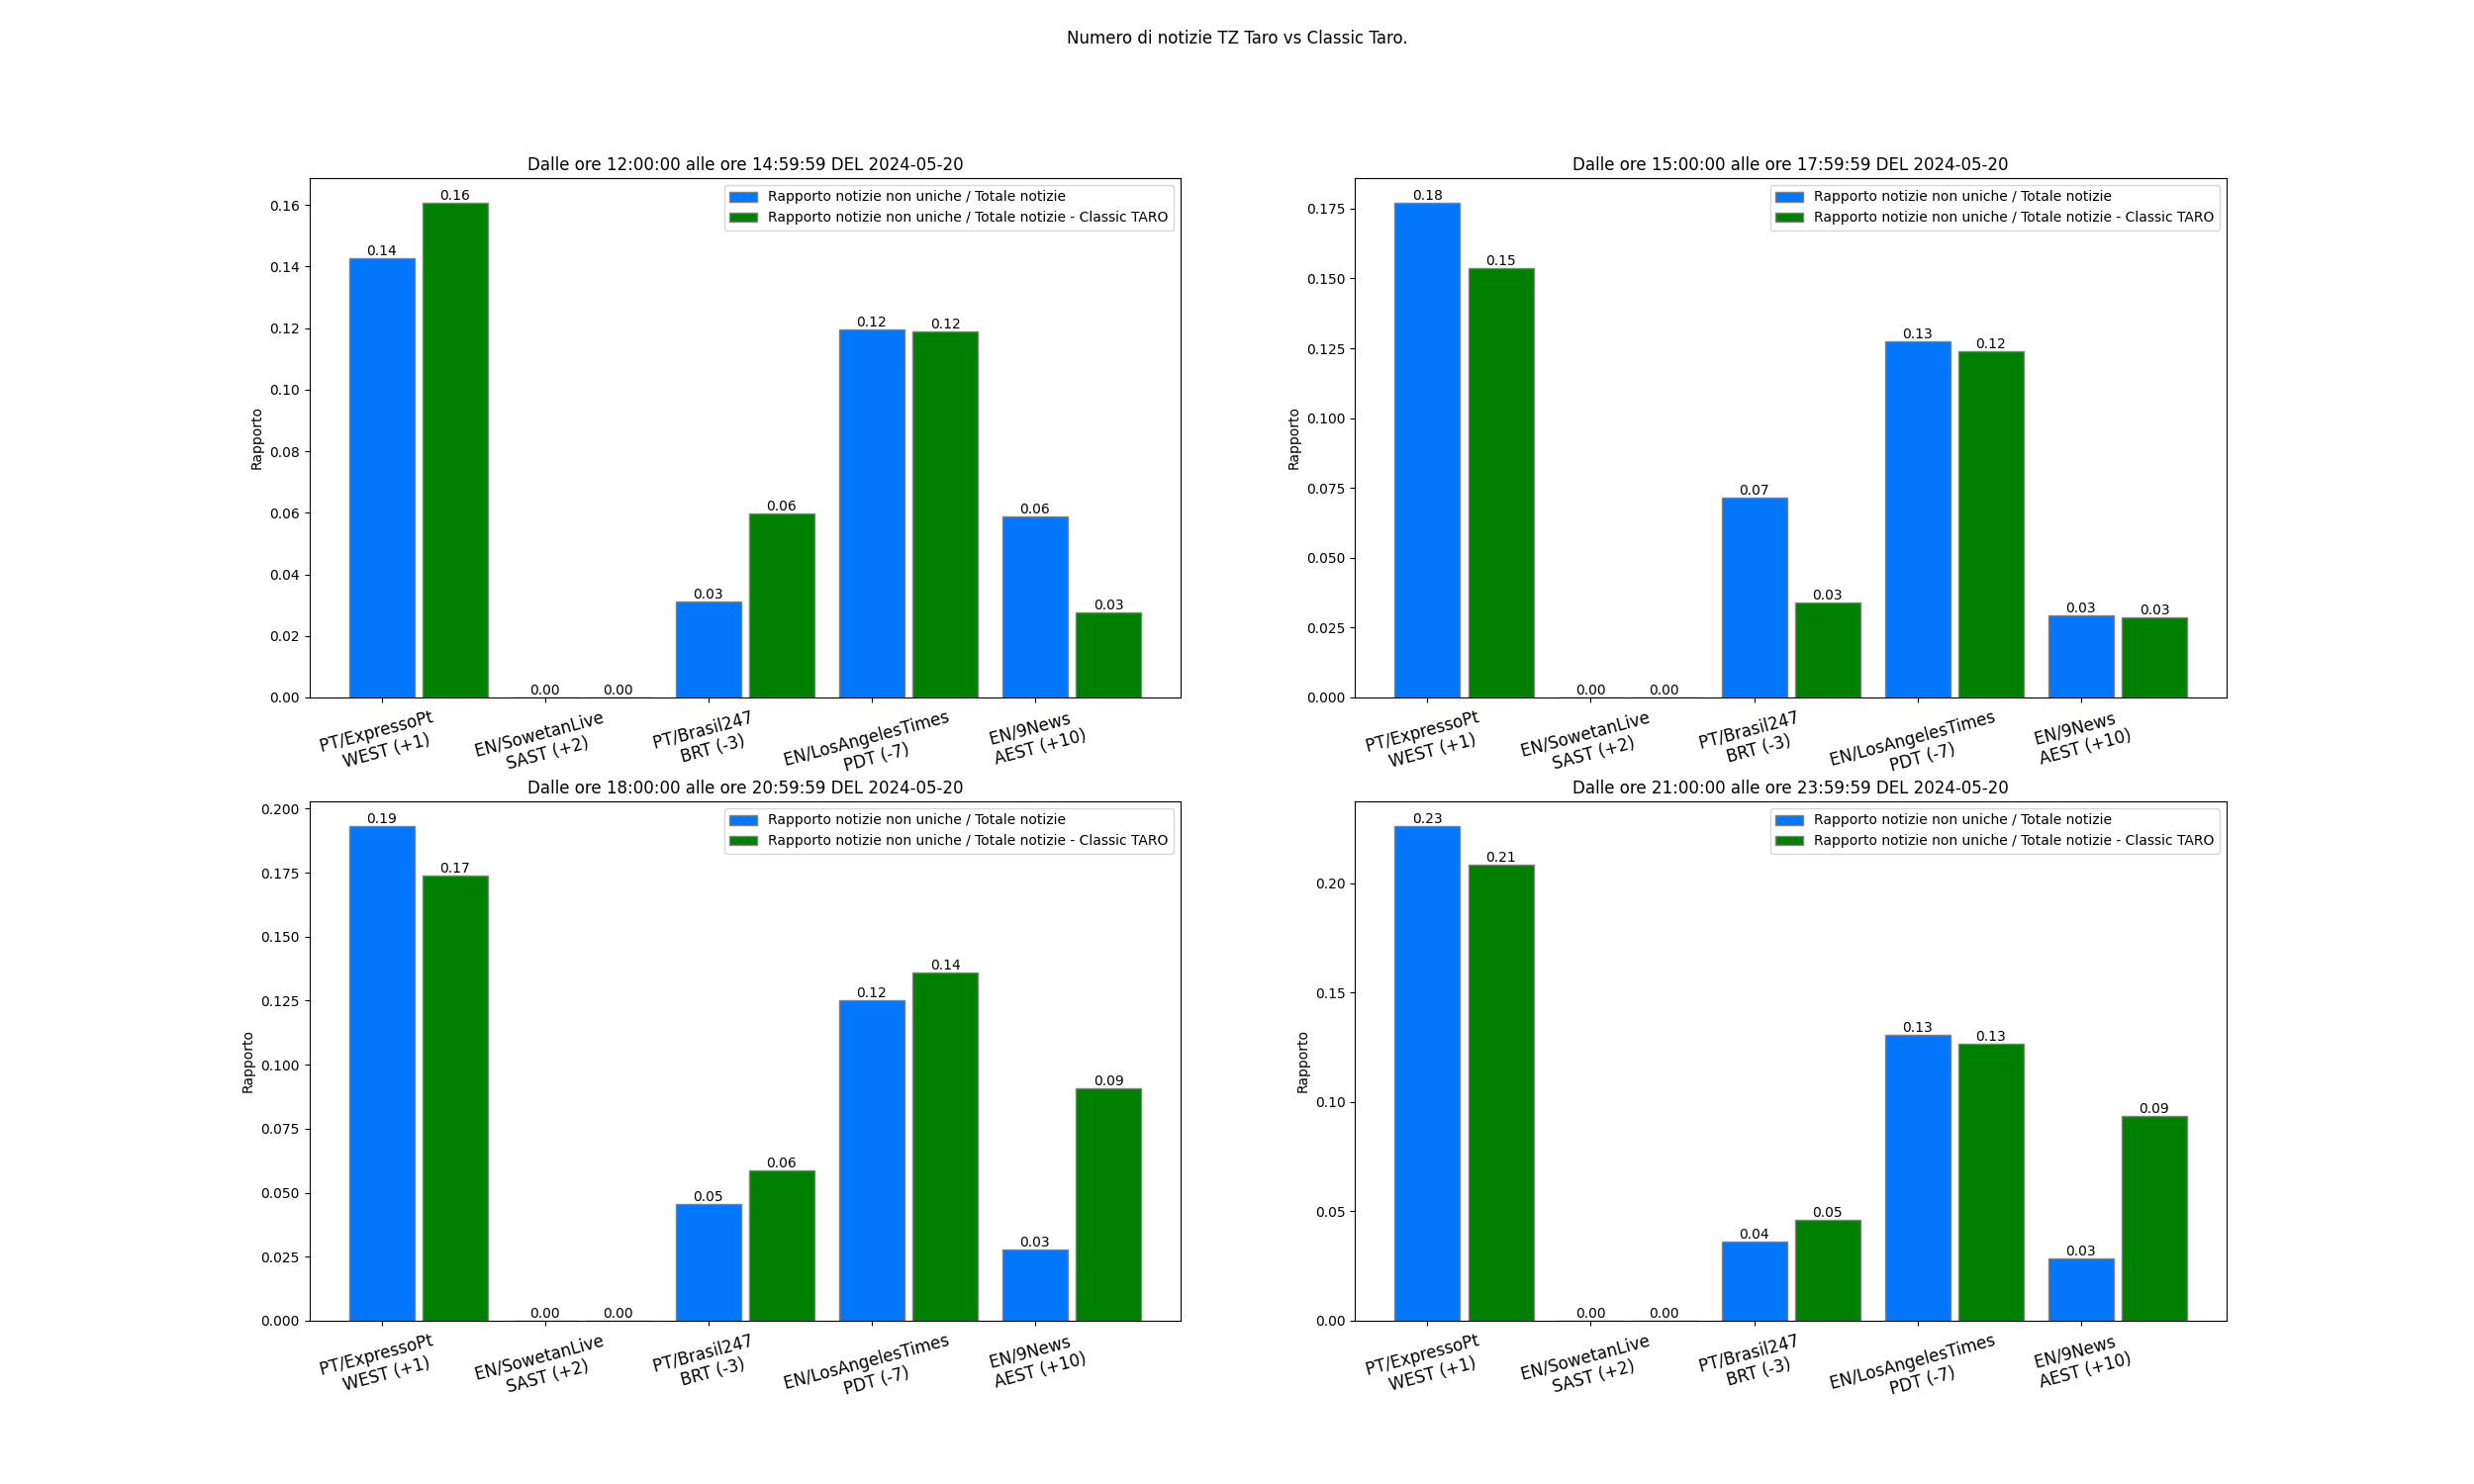 Numero di notizie TZ Taro vs Classic Taro.
Dalle ore 12:00:00 alle ore 14:59:59 DEL 2024-05-20
Rapporto notizie non uniche / Totale notizie
Rapporto notizie non uniche / Totale notizie - Classic TARO
Rapporto
0.16
0.14
0.12
0.10
0.08
0.06
0.04
0.02
0.00
0.14
0.16
0.00
0.00
0.03
0.06
0.12
0.12
0.06
0.03
PT/ExpressoPt
WEST (+1)
EN/SowetanLive
SAST (+2)
PT/Brasil247
BRT (-3)
EN/LosAngelesTimes
PDT (-7)
EN/9News
AEST (+10)
Dalle ore 15:00:00 alle ore 17:59:59 DEL 2024-05-20
Rapporto notizie non uniche / Totale notizie
Rapporto notizie non uniche / Totale notizie - Classic TARO
Rapporto
0.175
0.150
0.125
0.100
0.075
0.050
0.025
0.000
0.18
0.15
0.00
0.00
0.07
0.03
0.13
0.12
0.03
0.03
PT/ExpressoPt
WEST (+1)
EN/SowetanLive
SAST (+2)
PT/Brasil247
BRT (-3)
EN/LosAngelesTimes
PDT (-7)
EN/9News
AEST (+10)
Dalle ore 18:00:00 alle ore 20:59:59 DEL 2024-05-20
Rapporto notizie non uniche / Totale notizie
Rapporto notizie non uniche / Totale notizie - Classic TARO
Rapporto
0.200
0.175
0.150
0.125
0.100
0.075
0.050
0.025
0.000
0.19
0.17
0.00
0.00
0.05
0.06
0.12
0.14
0.03
0.09
PT/ExpressoPt
WEST (+1)
EN/SowetanLive
SAST (+2)
PT/Brasil247
BRT (-3)
EN/LosAngelesTimes
PDT (-7)
EN/9News
AEST (+10)
Dalle ore 21:00:00 alle ore 23:59:59 DEL 2024-05-20
Rapporto notizie non uniche / Totale notizie
Rapporto notizie non uniche / Totale notizie - Classic TARO
Rapporto
0.20
0.15
0.10
0.05
0.00
0.23
0.21
0.00
0.00
0.04
0.05
0.13
0.13
0.03
0.09
PT/ExpressoPt
WEST (+1)
EN/SowetanLive
SAST (+2)
PT/Brasil247
BRT (-3)
EN/LosAngelesTimes
PDT (-7)
EN/9News
AEST (+10)